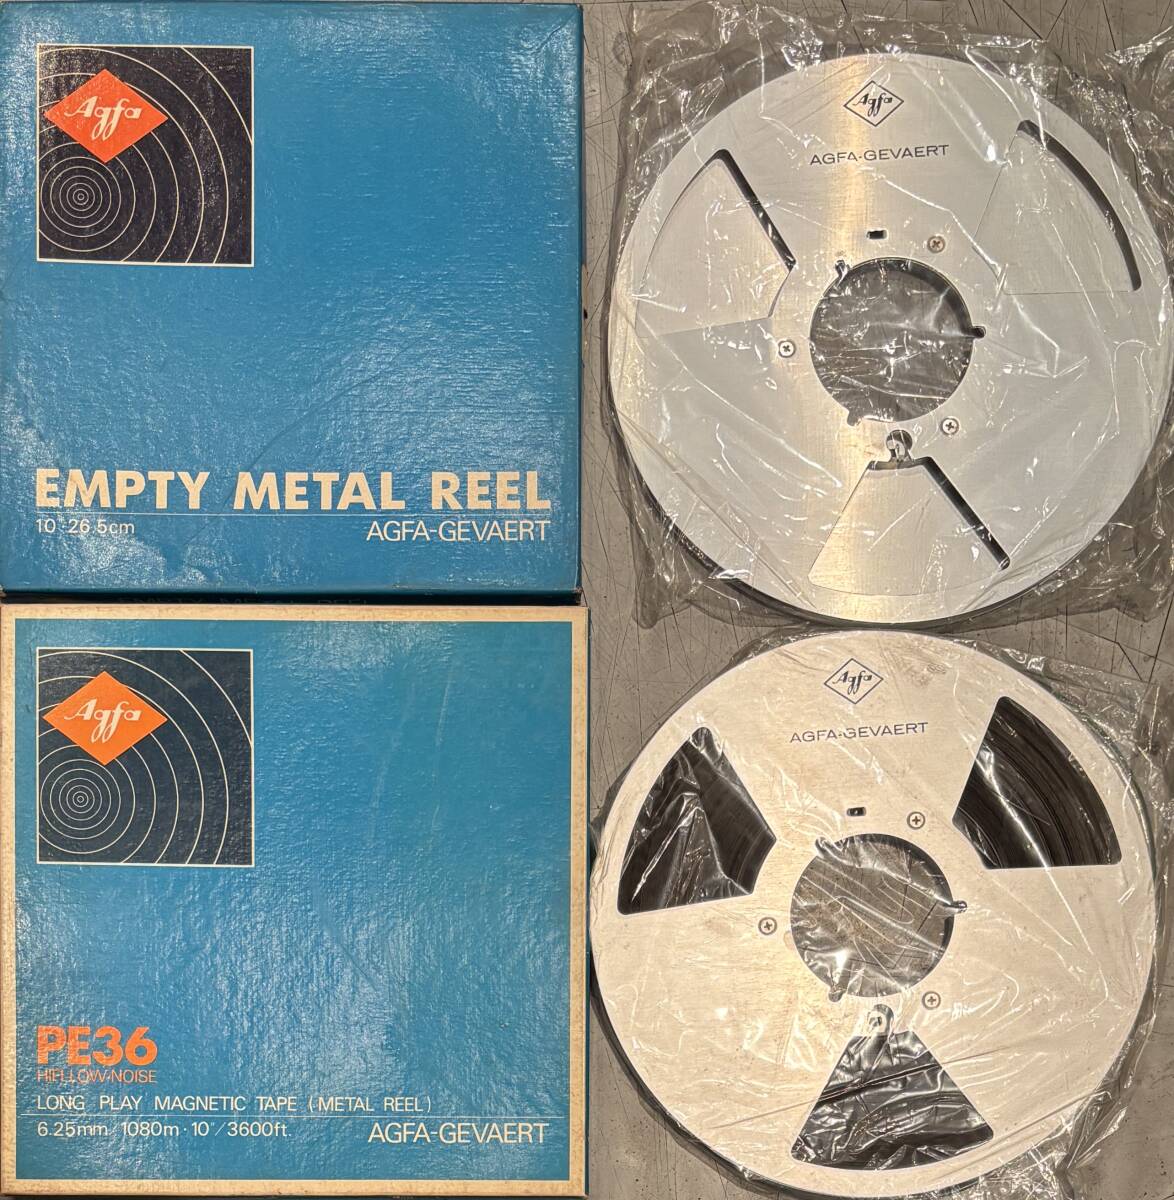 Agfa
EMPTY METAL REEL
10" 26.5cm
AGFA-GEVAERT
Agfa
AGFA-GEVAERT
Agfa
PE36
HIFI LOW-NOISE
LONG PLAY MAGNETIC TAPE (METAL REEL)
6.25mm/1080m·10"/3600ft.
AGFA-GEVAERT
Agfa
AGFA-GEVAERT